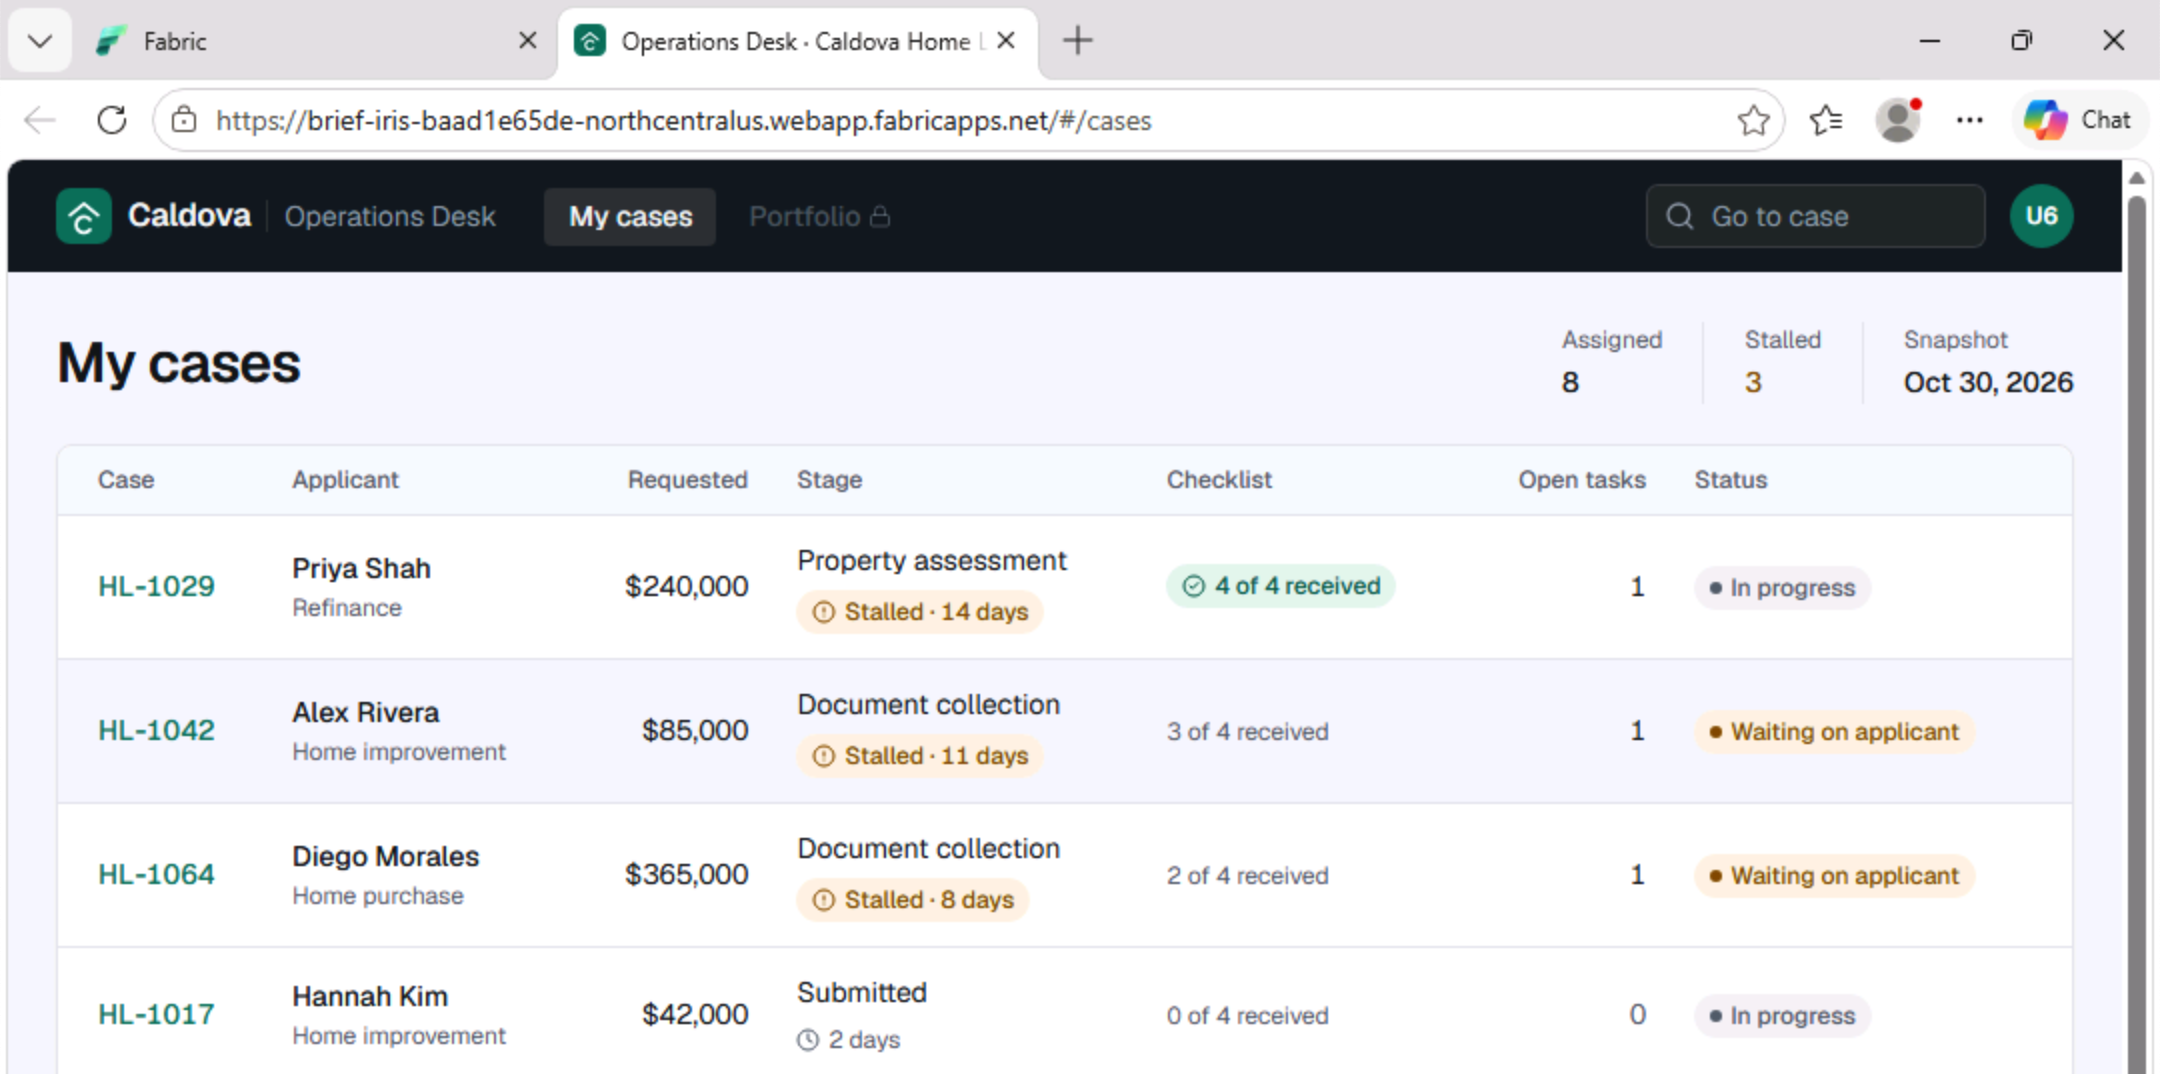 Fabric
Operations Desk · Caldova Home
https://brief-iris-baad1e65de-northcentralus.webapp.fabricapps.net/#/cases
Chat
Caldova Operations Desk My cases Portfolio Go to case U6
My cases
Assigned Stalled Snapshot
8 3 Oct 30, 2026
Case Applicant Requested Stage Checklist Open tasks Status
HL-1029 Priya Shah $240,000 Property assessment 4 of 4 received 1 In progress
Refinance Stalled · 14 days
HL-1042 Alex Rivera $85,000 Document collection 3 of 4 received 1 Waiting on applicant
Home improvement Stalled · 11 days
HL-1064 Diego Morales $365,000 Document collection 2 of 4 received 1 Waiting on applicant
Home purchase Stalled · 8 days
HL-1017 Hannah Kim $42,000 Submitted 0 of 4 received 0 In progress
Home improvement 2 days